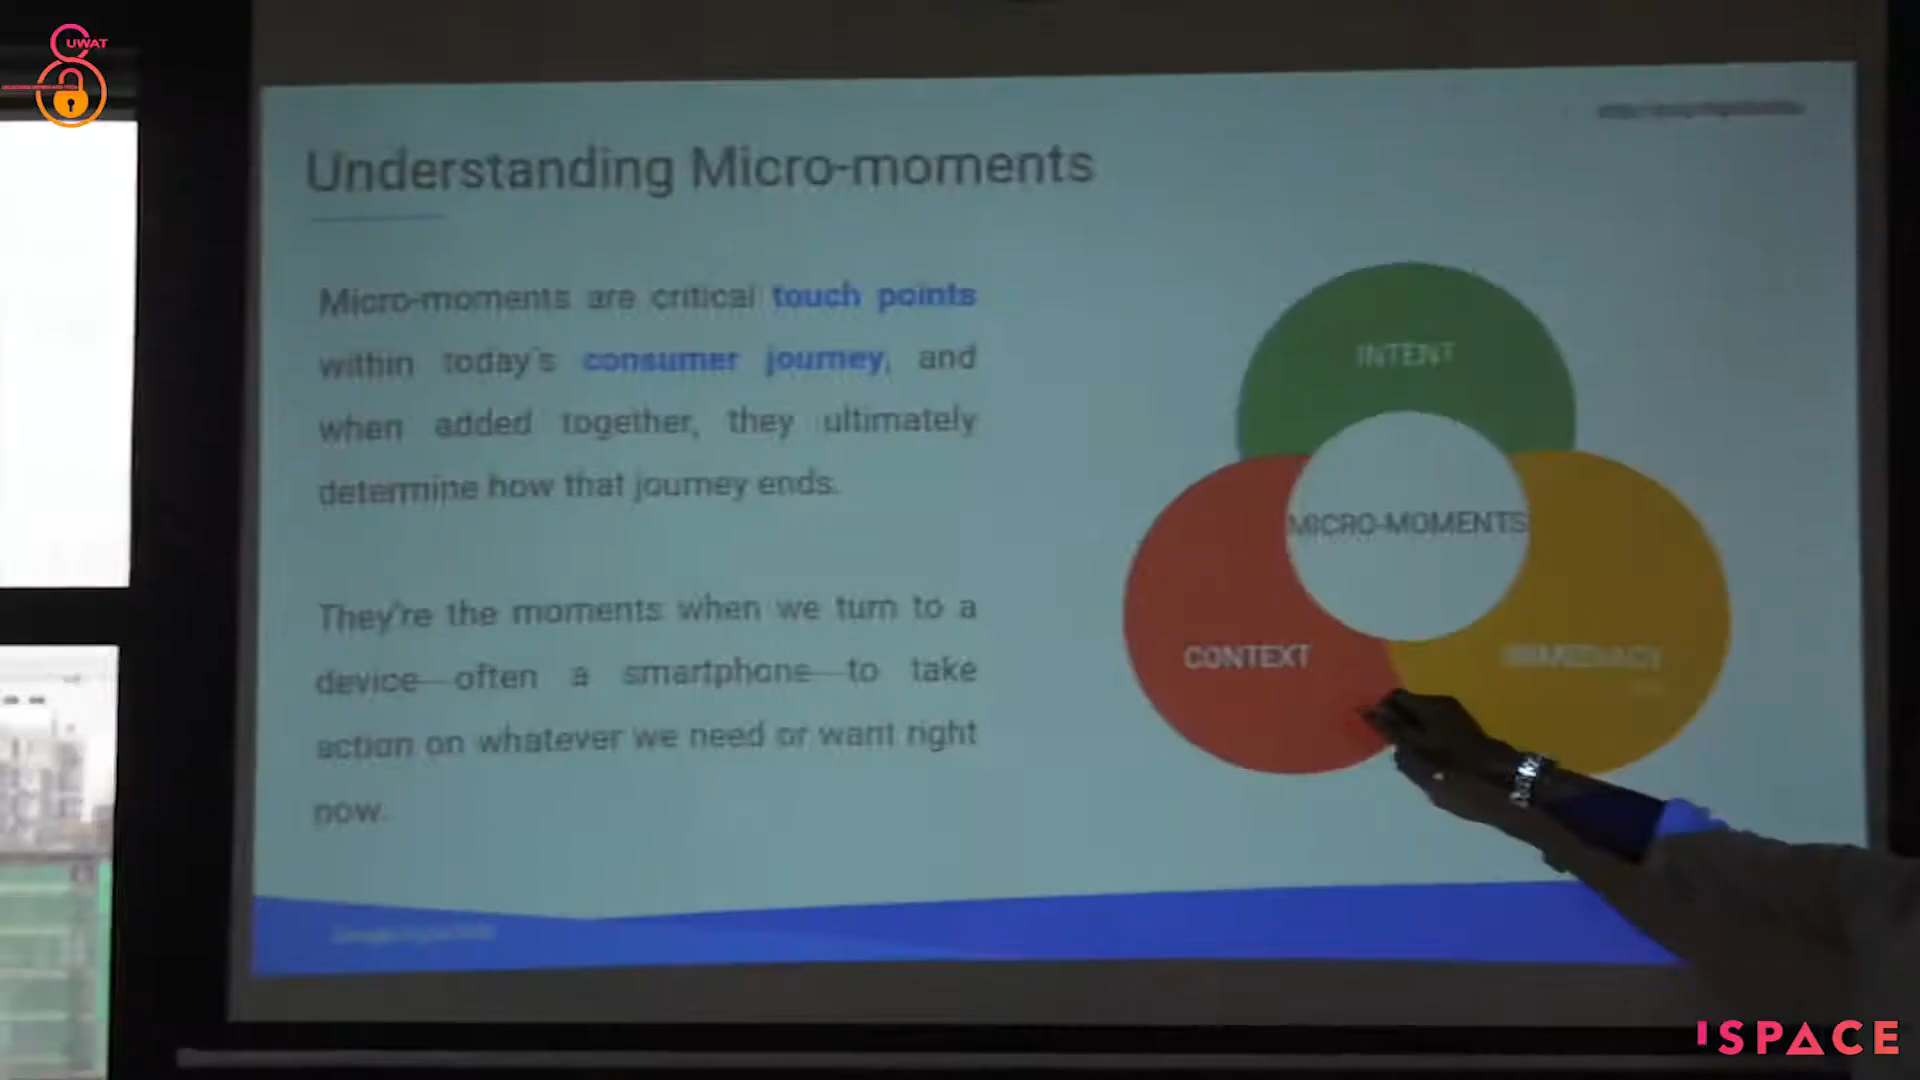 UWAT
Understanding Micro-moments
Micro-moments are critical touch points
within today's consumer journey, and
when added together, they ultimately
determine how that journey ends.
They're the moments when we turn to a
device—often a smartphone—to take
action on whatever we need or want right
now.
INTENT
MICRO-MOMENTS
CONTEXT
IMMEDIACY
ISPACE